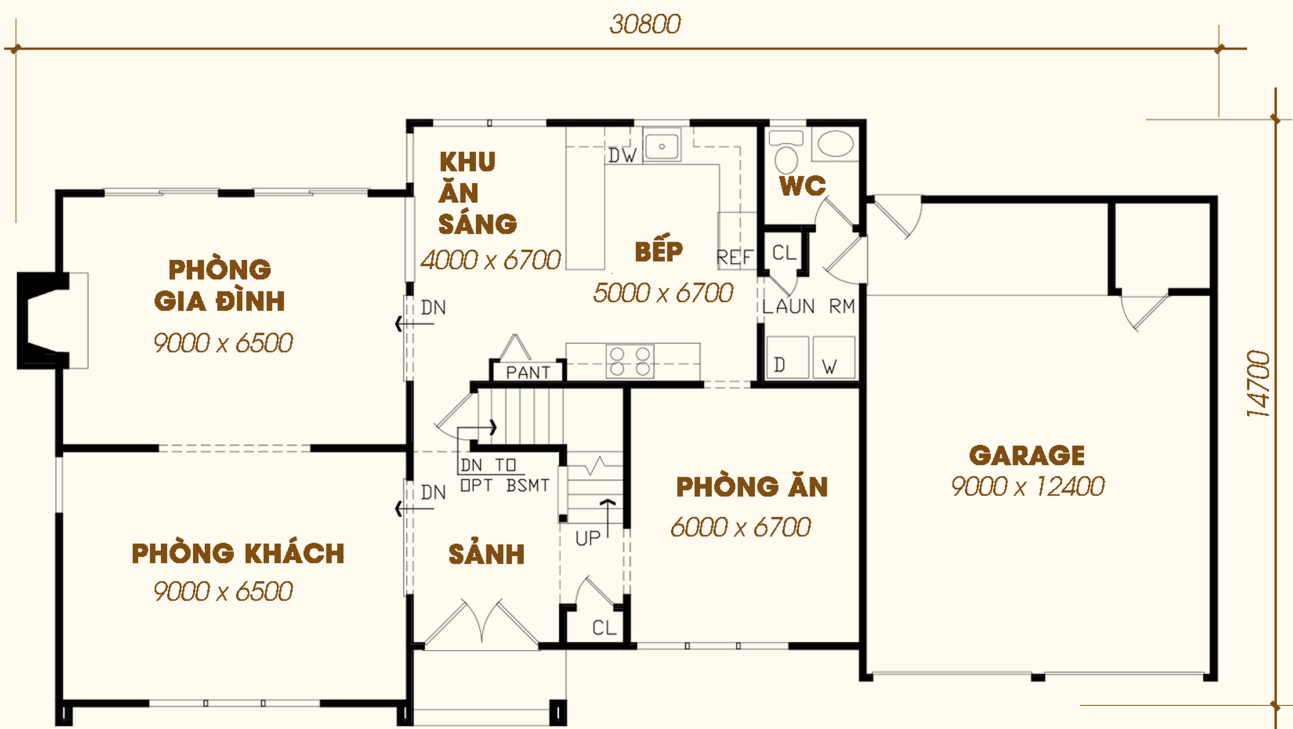 30800
KHU
ĂN
SÁNG
4000 x 6700
DW
BẾP
5000 x 6700
REF
WC
CL
LAUN RM
D
W
PHÒNG
GIA ĐÌNH
9000 x 6500
DN
PANT
14700
DN TO
OPT BSMT
DN
UP
PHÒNG ĂN
6000 x 6700
GARAGE
9000 x 12400
PHÒNG KHÁCH
9000 x 6500
SẢNH
CL